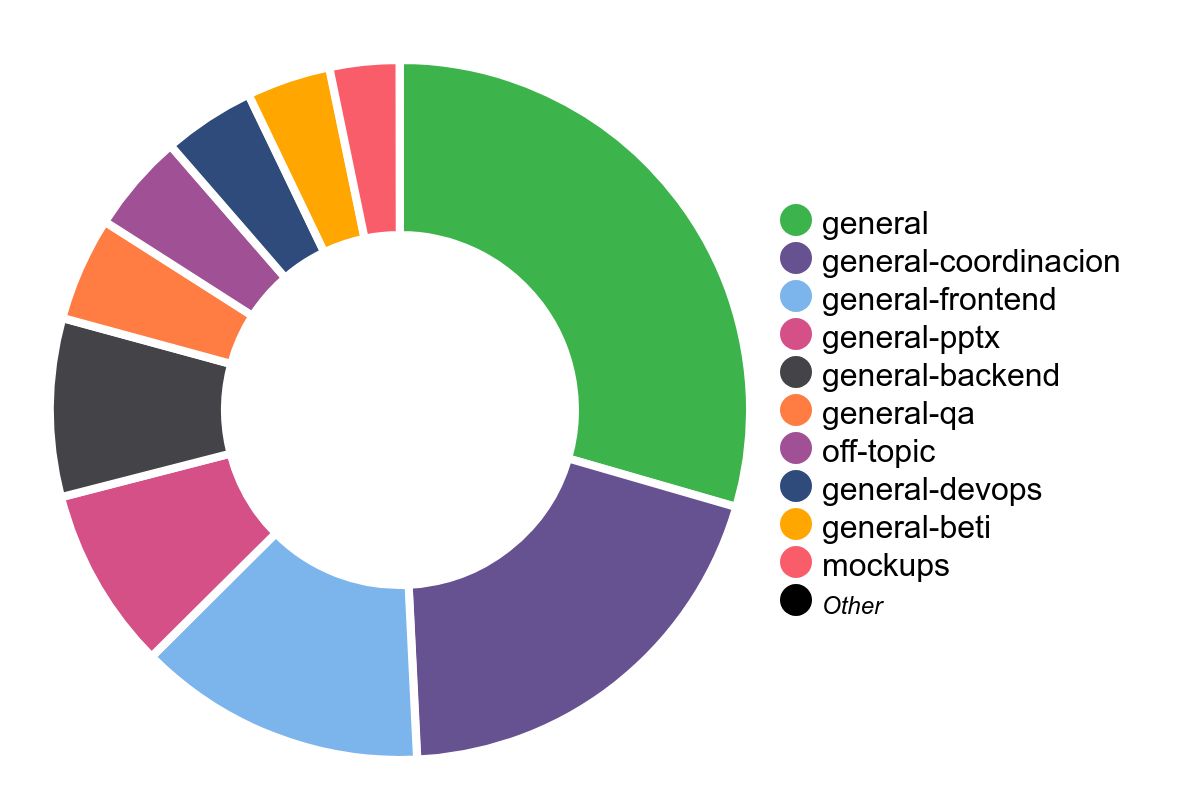 general
general-coordinacion
general-frontend
general-pptx
general-backend
general-qa
off-topic
general-devops
general-beti
mockups
Other